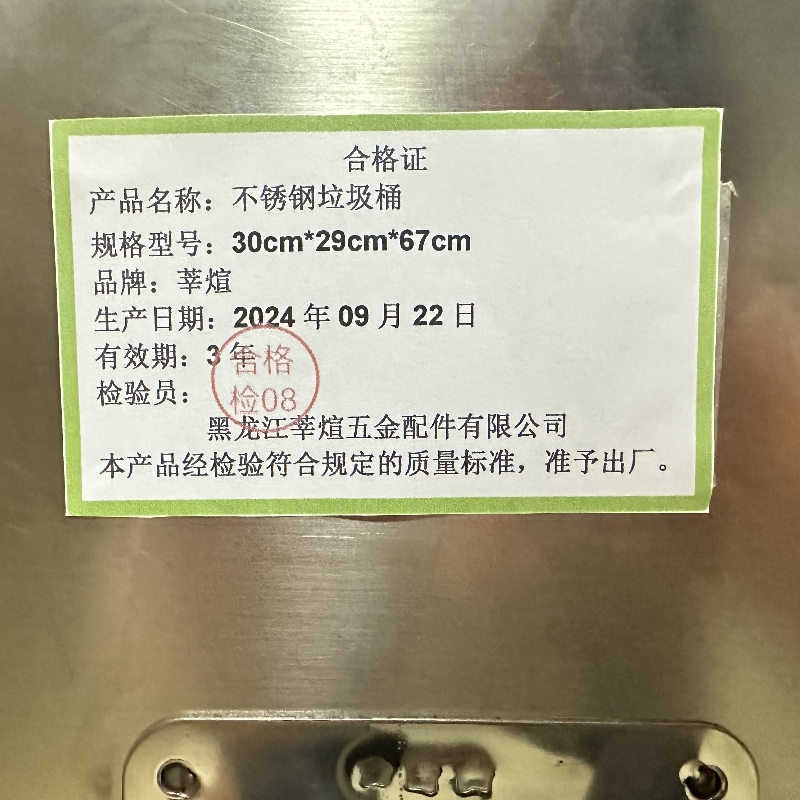 合格证
产品名称：不锈钢垃圾桶
规格型号：30cm*29cm*67cm
品牌：莘煊
生产日期：2024 年 09 月 22 日
有效期：3 年
合格
检验员：
检08
黑龙江莘煊五金配件有限公司
本产品经检验符合规定的质量标准，准予出厂。